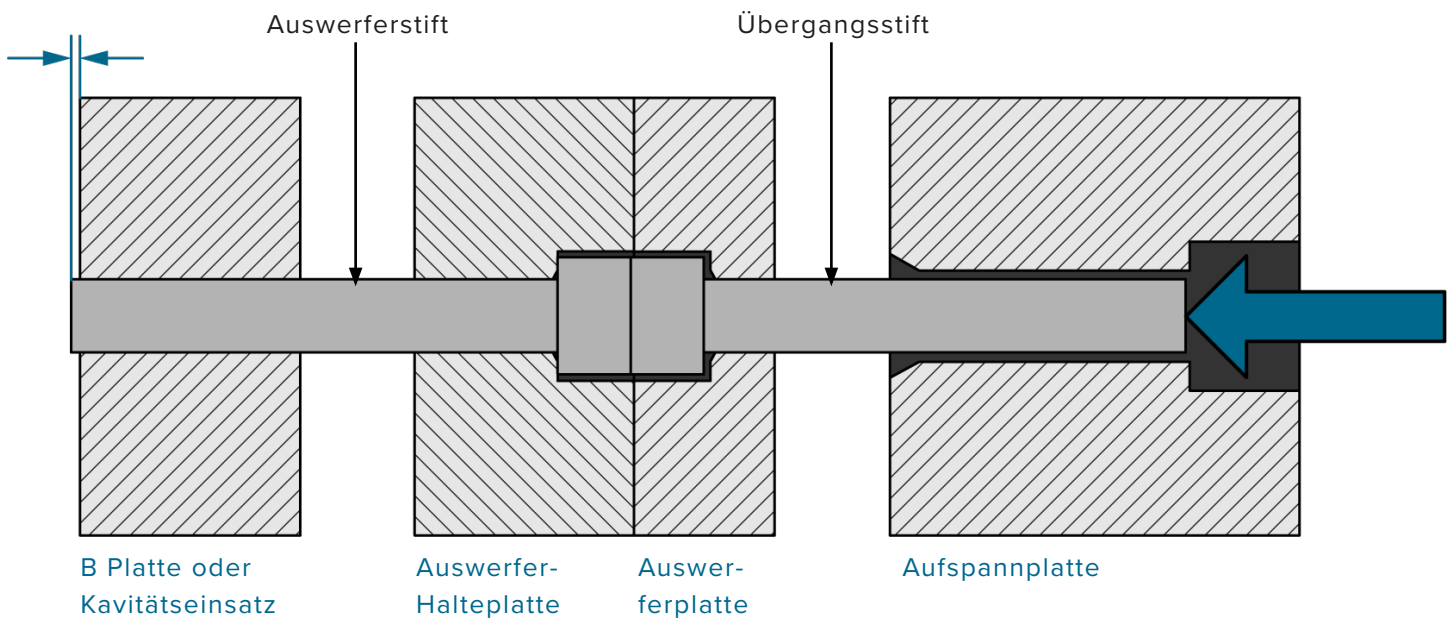 Auswerferstift
Übergangsstift
B Platte oder
Kavitätseinsatz
Auswerfer-
Halteplatte
Auswer-
ferplatte
Aufspannplatte